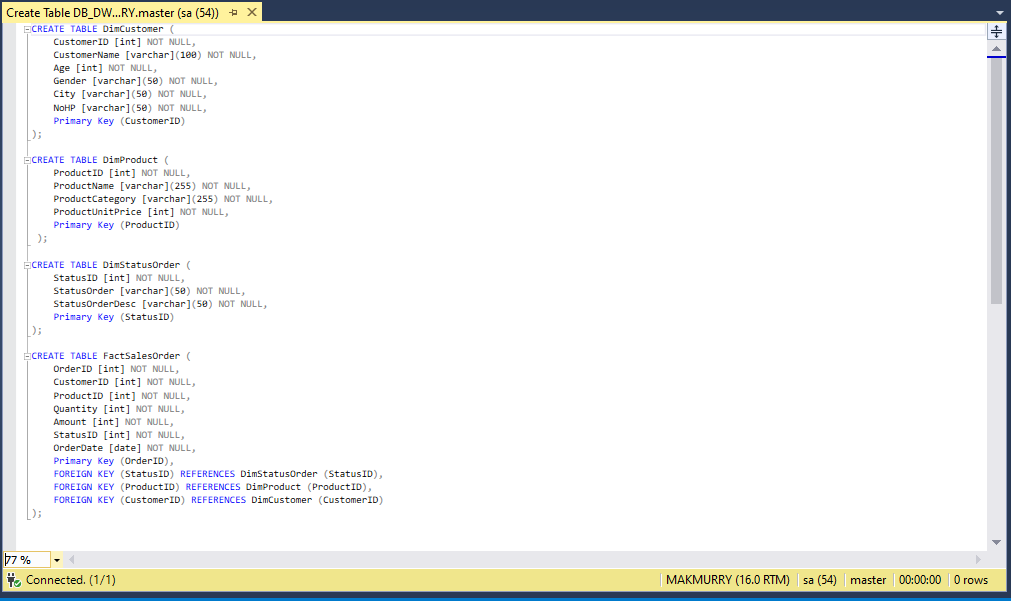 Create Table DB_DW...RY.master (sa (54))
CREATE TABLE DimCustomer (
CustomerID [int] NOT NULL,
CustomerName [varchar](100) NOT NULL,
Age [int] NOT NULL,
Gender [varchar](50) NOT NULL,
City [varchar](50) NOT NULL,
NoHP [varchar](50) NOT NULL,
Primary Key (CustomerID)
);
CREATE TABLE DimProduct (
ProductID [int] NOT NULL,
ProductName [varchar](255) NOT NULL,
ProductCategory [varchar](255) NOT NULL,
ProductUnitPrice [int] NOT NULL,
Primary Key (ProductID)
);
CREATE TABLE DimStatusOrder (
StatusID [int] NOT NULL,
StatusOrder [varchar](50) NOT NULL,
StatusOrderDesc [varchar](50) NOT NULL,
Primary Key (StatusID)
);
CREATE TABLE FactSalesOrder (
OrderID [int] NOT NULL,
CustomerID [int] NOT NULL,
ProductID [int] NOT NULL,
Quantity [int] NOT NULL,
Amount [int] NOT NULL,
StatusID [int] NOT NULL,
OrderDate [date] NOT NULL,
Primary Key (OrderID),
FOREIGN KEY (StatusID) REFERENCES DimStatusOrder (StatusID),
FOREIGN KEY (ProductID) REFERENCES DimProduct (ProductID),
FOREIGN KEY (CustomerID) REFERENCES DimCustomer (CustomerID)
);
77 %
Connected. (1/1) MAKMURRY (16.0 RTM) sa (54) master 00:00:00 0 rows